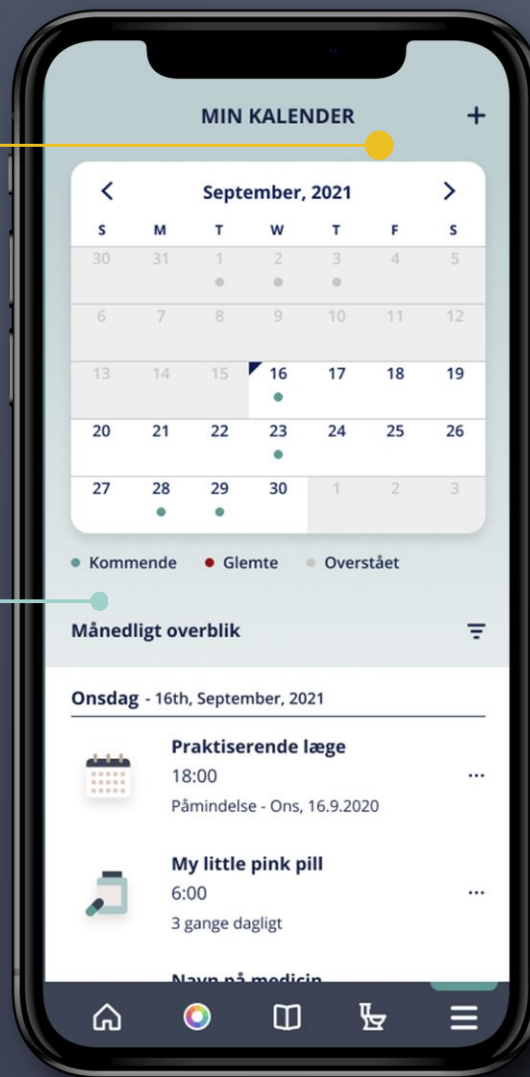 MIN KALENDER +
September, 2021
S M T W T F S
30 31 1 2 3 4 5
6 7 8 9 10 11 12
13 14 15 16 17 18 19
20 21 22 23 24 25 26
27 28 29 30 1 2 3
Kommende Glemte Overstået
Månedligt overblik
Onsdag - 16th, September, 2021
Praktiserende læge
18:00
Påmindelse - Ons, 16.9.2020
My little pink pill
6:00
3 gange dagligt
Navn på medicin